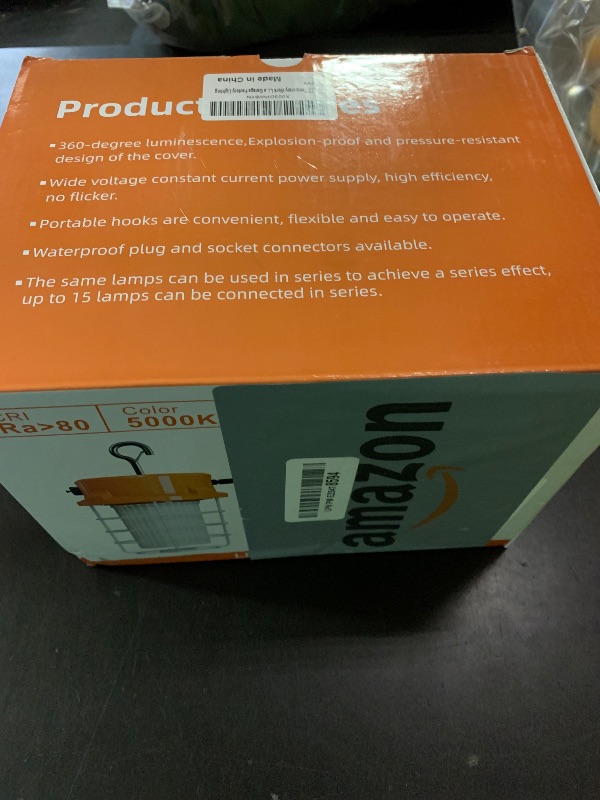 Made in China
Product
▪360-degree luminescence,Explosion-proof and pressure-resistant
design of the cover.
▪Wide voltage constant current power supply, high efficiency,
no flicker.
▪Portable hooks are convenient, flexible and easy to operate.
▪Waterproof plug and socket connectors available.
▪The same lamps can be used in series to achieve a series effect,
up to 15 lamps can be connected in series.
CRI
Ra>80
Color
5000K
amazon